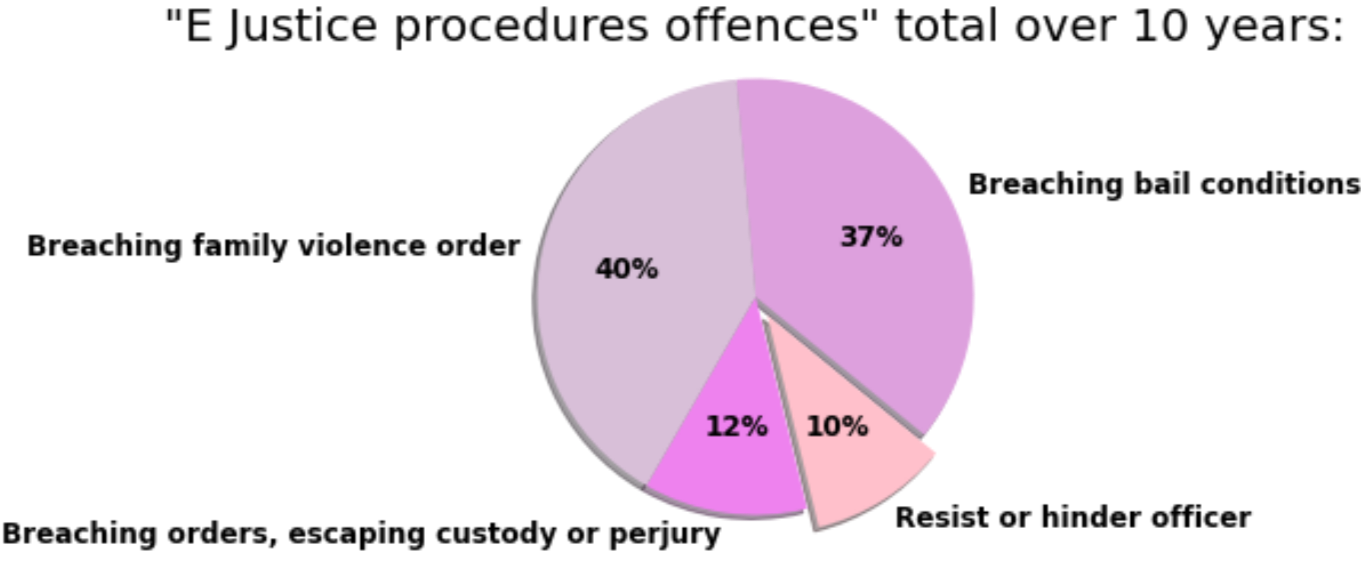 "E Justice procedures offences" total over 10 years:
Breaching bail conditions
37%
Breaching family violence order
40%
12%
10%
Resist or hinder officer
Breaching orders, escaping custody or perjury